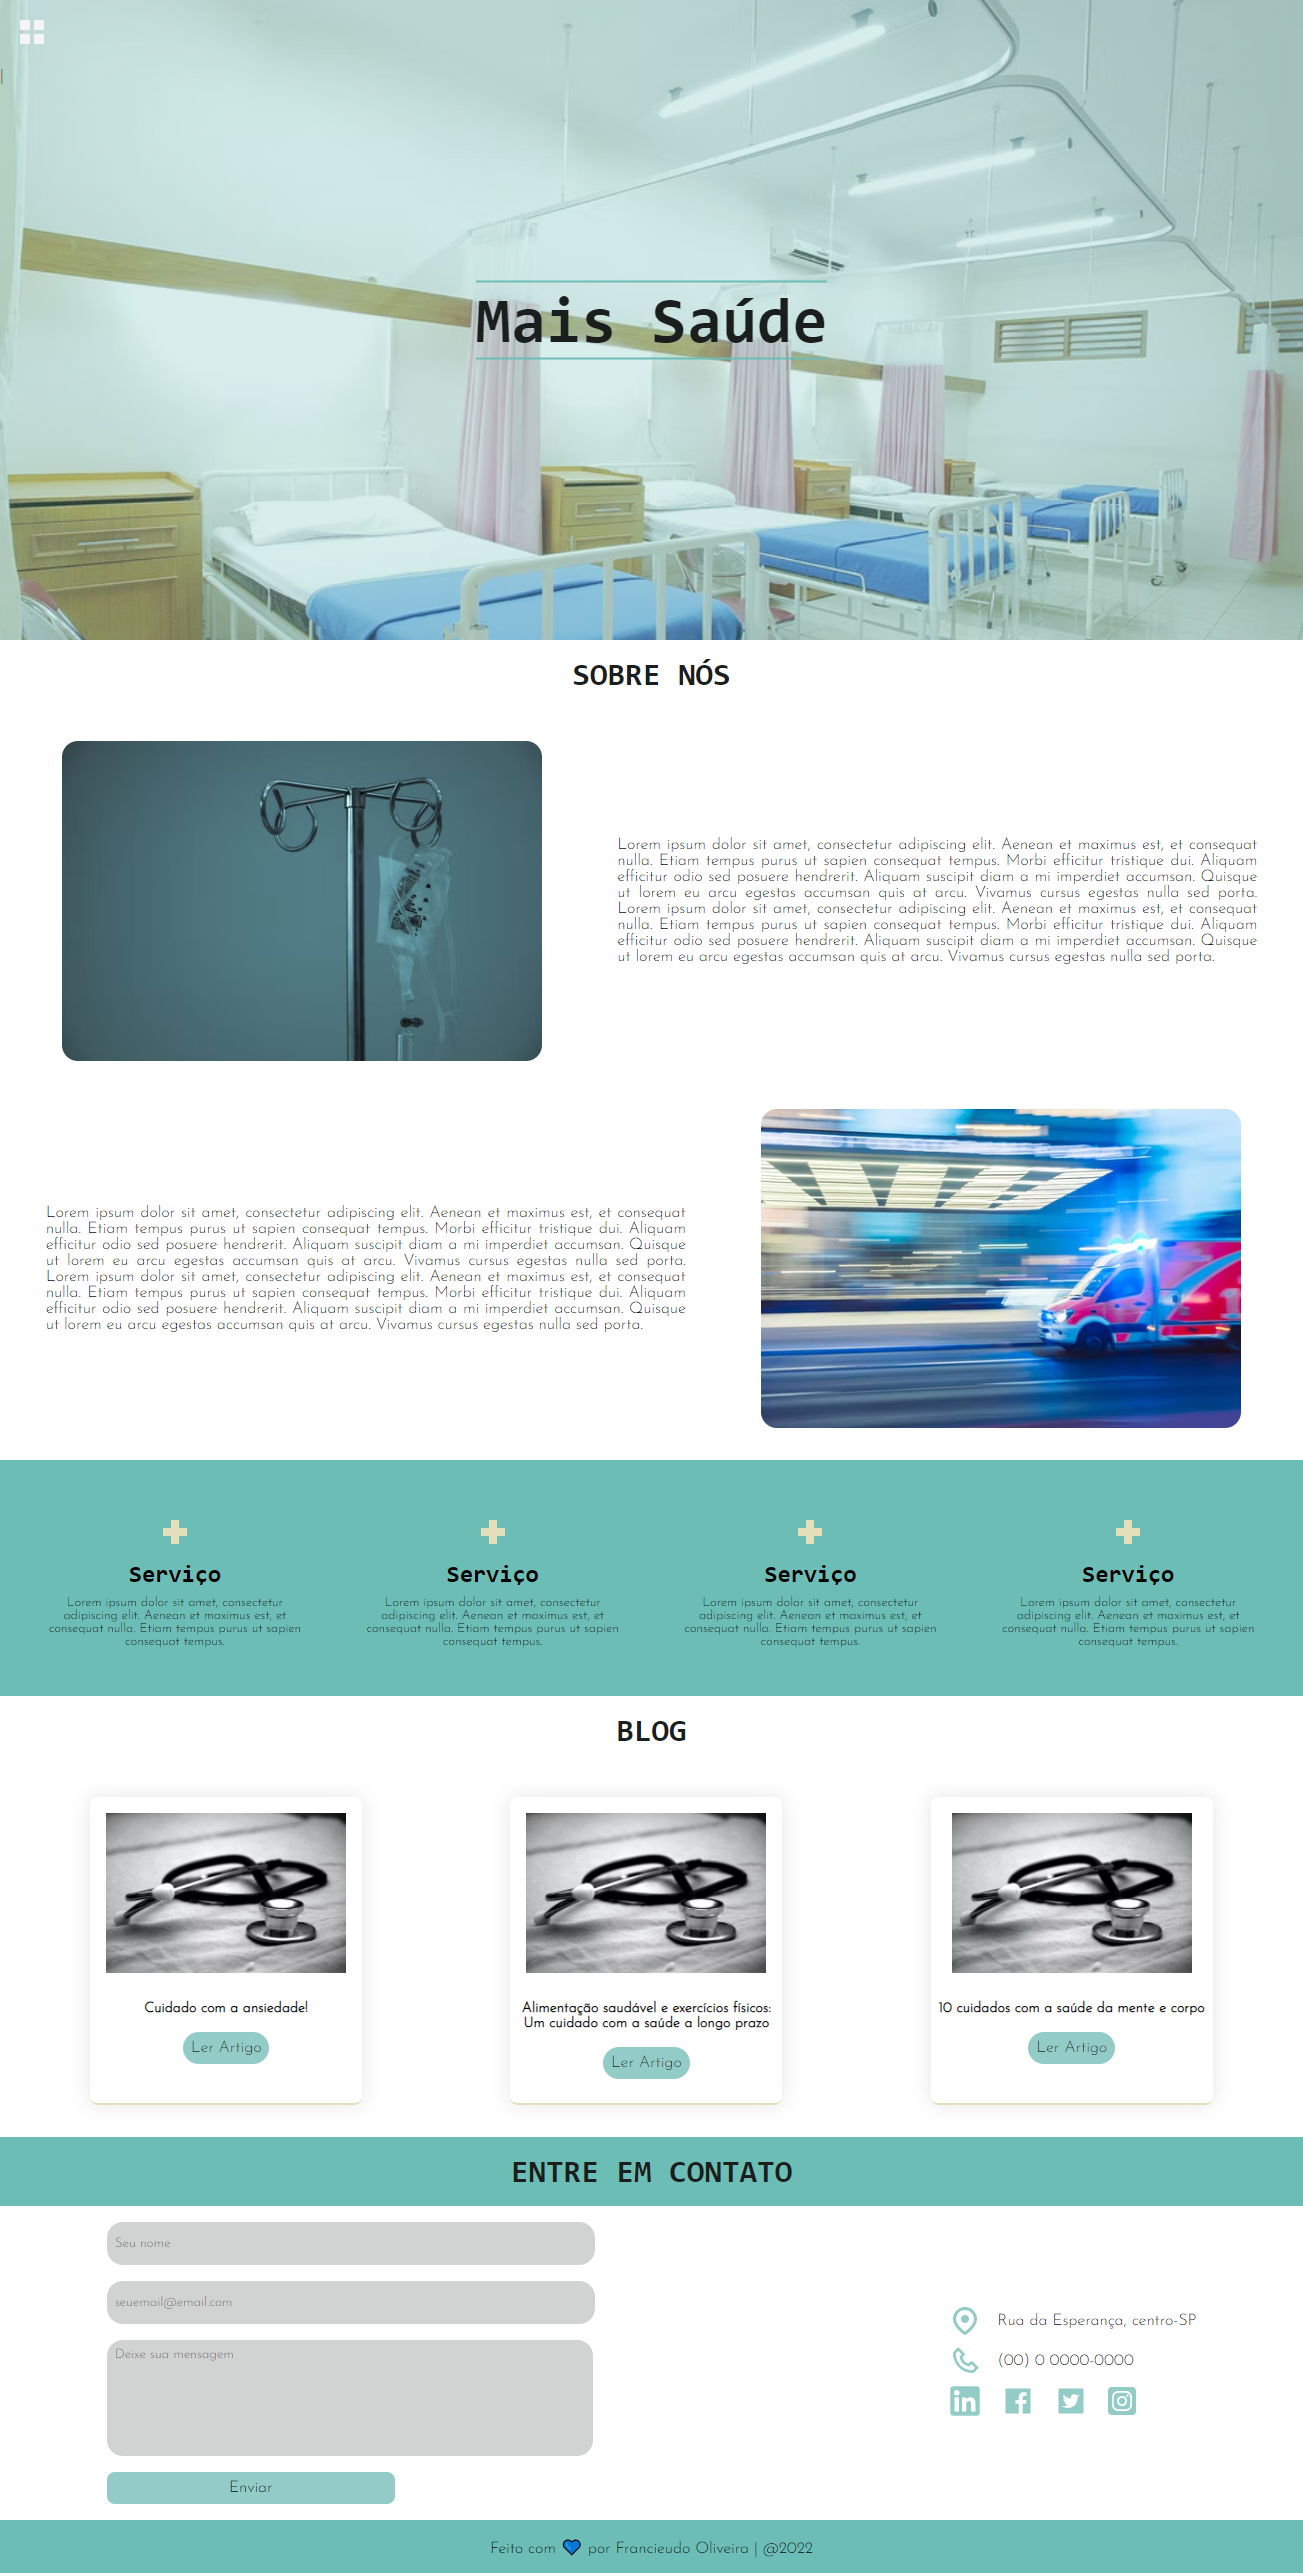 Mais Saúde
SOBRE NÓS
Lorem ipsum dolor sit amet, consectetur adipiscing elit. Aenean et maximus est, et consequat
nulla. Etiam tempus purus ut sapien consequat tempus. Morbi efficitur tristique dui. Aliquam
efficitur odio sed posuere hendrerit. Aliquam suscipit diam a mi imperdiet accumsan. Quisque
ut lorem eu arcu egestas accumsan quis at arcu. Vivamus cursus egestas nulla sed porta.
Lorem ipsum dolor sit amet, consectetur adipiscing elit. Aenean et maximus est, et consequat
nulla. Etiam tempus purus ut sapien consequat tempus. Morbi efficitur tristique dui. Aliquam
efficitur odio sed posuere hendrerit. Aliquam suscipit diam a mi imperdiet accumsan. Quisque
ut lorem eu arcu egestas accumsan quis at arcu. Vivamus cursus egestas nulla sed porta.
Lorem ipsum dolor sit amet, consectetur adipiscing elit. Aenean et maximus est, et consequat
nulla. Etiam tempus purus ut sapien consequat tempus. Morbi efficitur tristique dui. Aliquam
efficitur odio sed posuere hendrerit. Aliquam suscipit diam a mi imperdiet accumsan. Quisque
ut lorem eu arcu egestas accumsan quis at arcu. Vivamus cursus egestas nulla sed porta.
Lorem ipsum dolor sit amet, consectetur adipiscing elit. Aenean et maximus est, et consequat
nulla. Etiam tempus purus ut sapien consequat tempus. Morbi efficitur tristique dui. Aliquam
efficitur odio sed posuere hendrerit. Aliquam suscipit diam a mi imperdiet accumsan. Quisque
ut lorem eu arcu egestas accumsan quis at arcu. Vivamus cursus egestas nulla sed porta.
Serviço
Lorem ipsum dolor sit amet, consectetur
adipiscing elit. Aenean et maximus est, et
consequat nulla. Etiam tempus purus ut sapien
consequat tempus.
Serviço
Lorem ipsum dolor sit amet, consectetur
adipiscing elit. Aenean et maximus est, et
consequat nulla. Etiam tempus purus ut sapien
consequat tempus.
Serviço
Lorem ipsum dolor sit amet, consectetur
adipiscing elit. Aenean et maximus est, et
consequat nulla. Etiam tempus purus ut sapien
consequat tempus.
Serviço
Lorem ipsum dolor sit amet, consectetur
adipiscing elit. Aenean et maximus est, et
consequat nulla. Etiam tempus purus ut sapien
consequat tempus.
BLOG
Cuidado com a ansiedade!
Ler Artigo
Alimentação saudável e exercícios físicos:
Um cuidado com a saúde a longo prazo
Ler Artigo
10 cuidados com a saúde da mente e corpo
Ler Artigo
ENTRE EM CONTATO
Seu nome
seuemail@email.com
Deixe sua mensagem
Enviar
Rua da Esperança, centro-SP
(00) 0 0000-0000
Feito com 💙 por Francieudo Oliveira | @2022